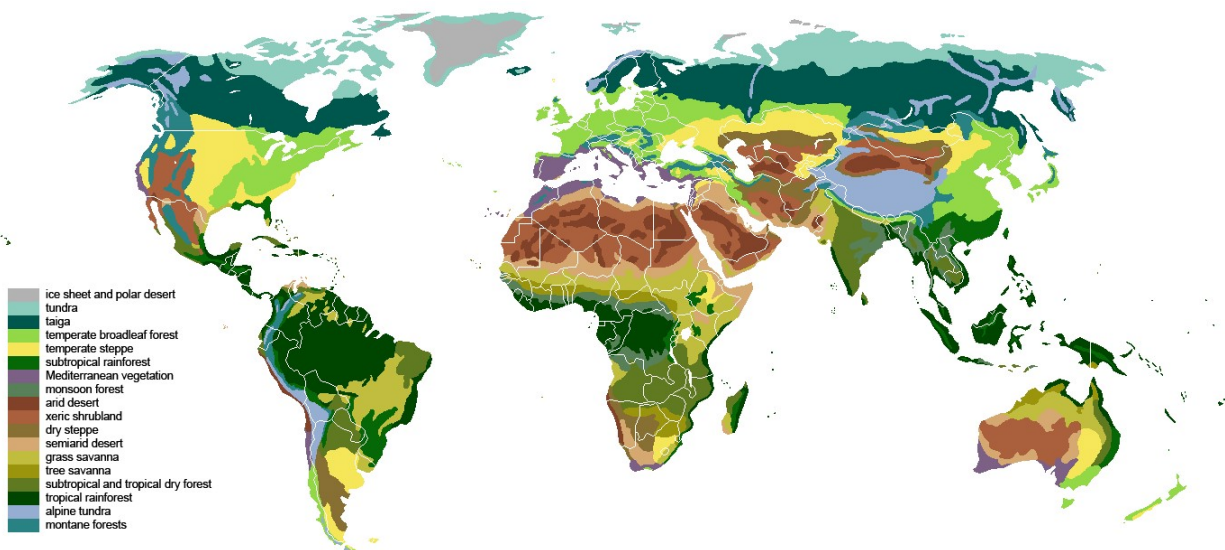 ice sheet and polar desert
tundra
taiga
temperate broadleaf forest
temperate steppe
subtropical rainforest
Mediterranean vegetation
monsoon forest
arid desert
xeric shrubland
dry steppe
semiarid desert
grass savanna
tree savanna
subtropical and tropical dry forest
tropical rainforest
alpine tundra
montane forests